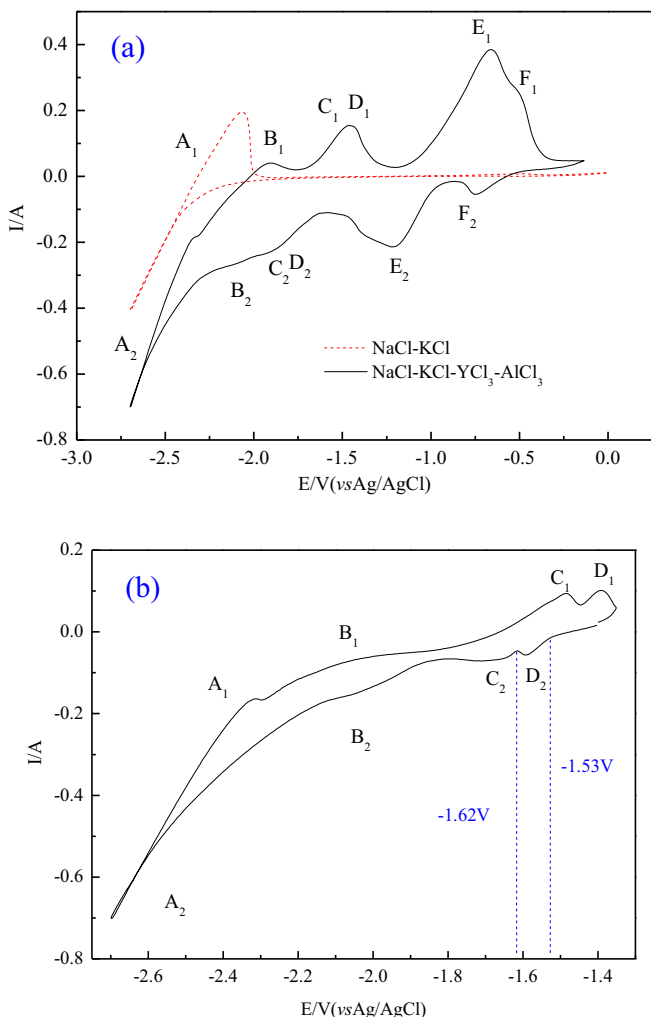 (a)
0.4
0.2
0.0
-0.2
-0.4
-0.6
-0.8
I/A
A₁
B₁
C₁ D₁
E₁
F₁
A₂
B₂
C₂D₂
E₂
F₂
NaCl-KCl
NaCl-KCl-YCl₃-AlCl₃
-3.0 -2.5 -2.0 -1.5 -1.0 -0.5 0.0
E/V(vsAg/AgCl)
(b)
0.2
0.0
-0.2
-0.4
-0.6
-0.8
I/A
A₁
B₁
C₁ D₁
A₂
B₂
C₂ D₂
-1.53V
-1.62V
-2.6 -2.4 -2.2 -2.0 -1.8 -1.6 -1.4
E/V(vsAg/AgCl)